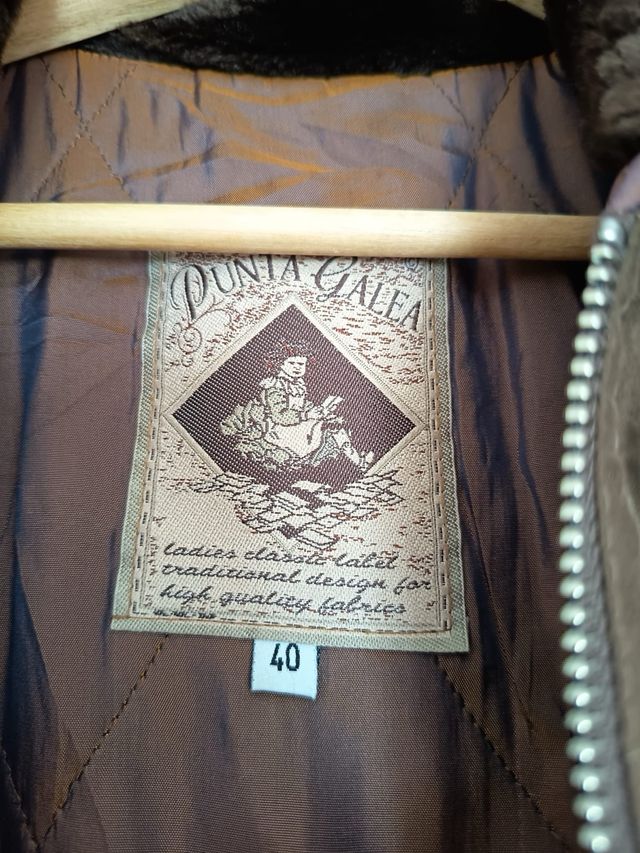 PUNTA GALEA
ladies classic label
traditional design for
high quality fabrics
40